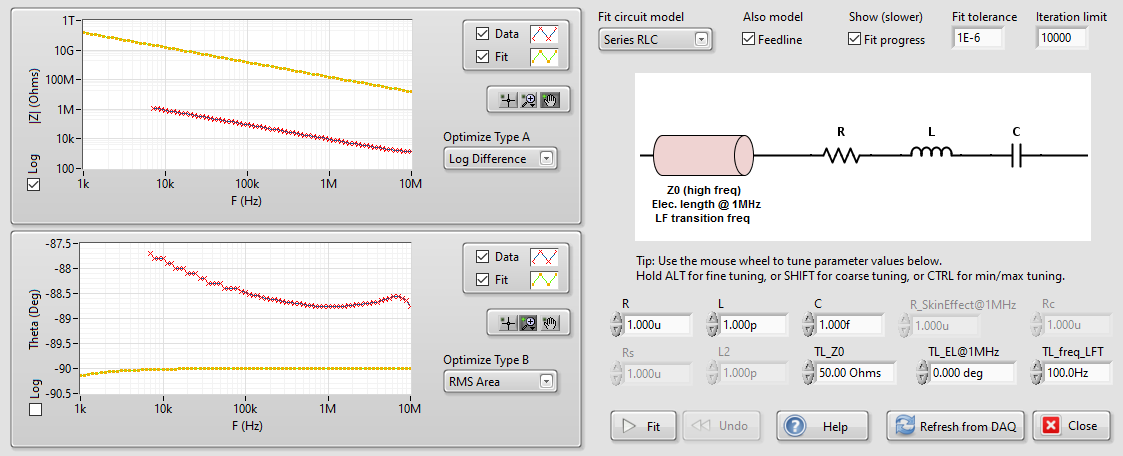 1T
10G
100M
1M
10k
100
|Z| (Ohms)
Log
1k
10k
100k
1M
10M
F (Hz)
Data
Fit
Optimize Type A
Log Difference
-87.5
-88
-88.5
-89
-89.5
-90
-90.5
Theta (Deg)
Log
1k
10k
100k
1M
10M
F (Hz)
Data
Fit
Optimize Type B
RMS Area
Fit circuit model
Series RLC
Also model
Feedline
Show (slower)
Fit progress
Fit tolerance
1E-6
Iteration limit
10000
R
L
C
Z0 (high freq)
Elec. length @ 1MHz
LF transition freq
Tip: Use the mouse wheel to tune parameter values below.
Hold ALT for fine tuning, or SHIFT for coarse tuning, or CTRL for min/max tuning.
R
L
C
R_SkinEffect@1MHz
Rc
1.000u
1.000p
1.000f
1.000u
1.000u
Rs
L2
TL_Z0
TL_EL@1MHz
TL_freq_LFT
1.000u
1.000p
50.00 Ohms
0.000 deg
100.0Hz
Fit
Undo
Help
Refresh from DAQ
Close